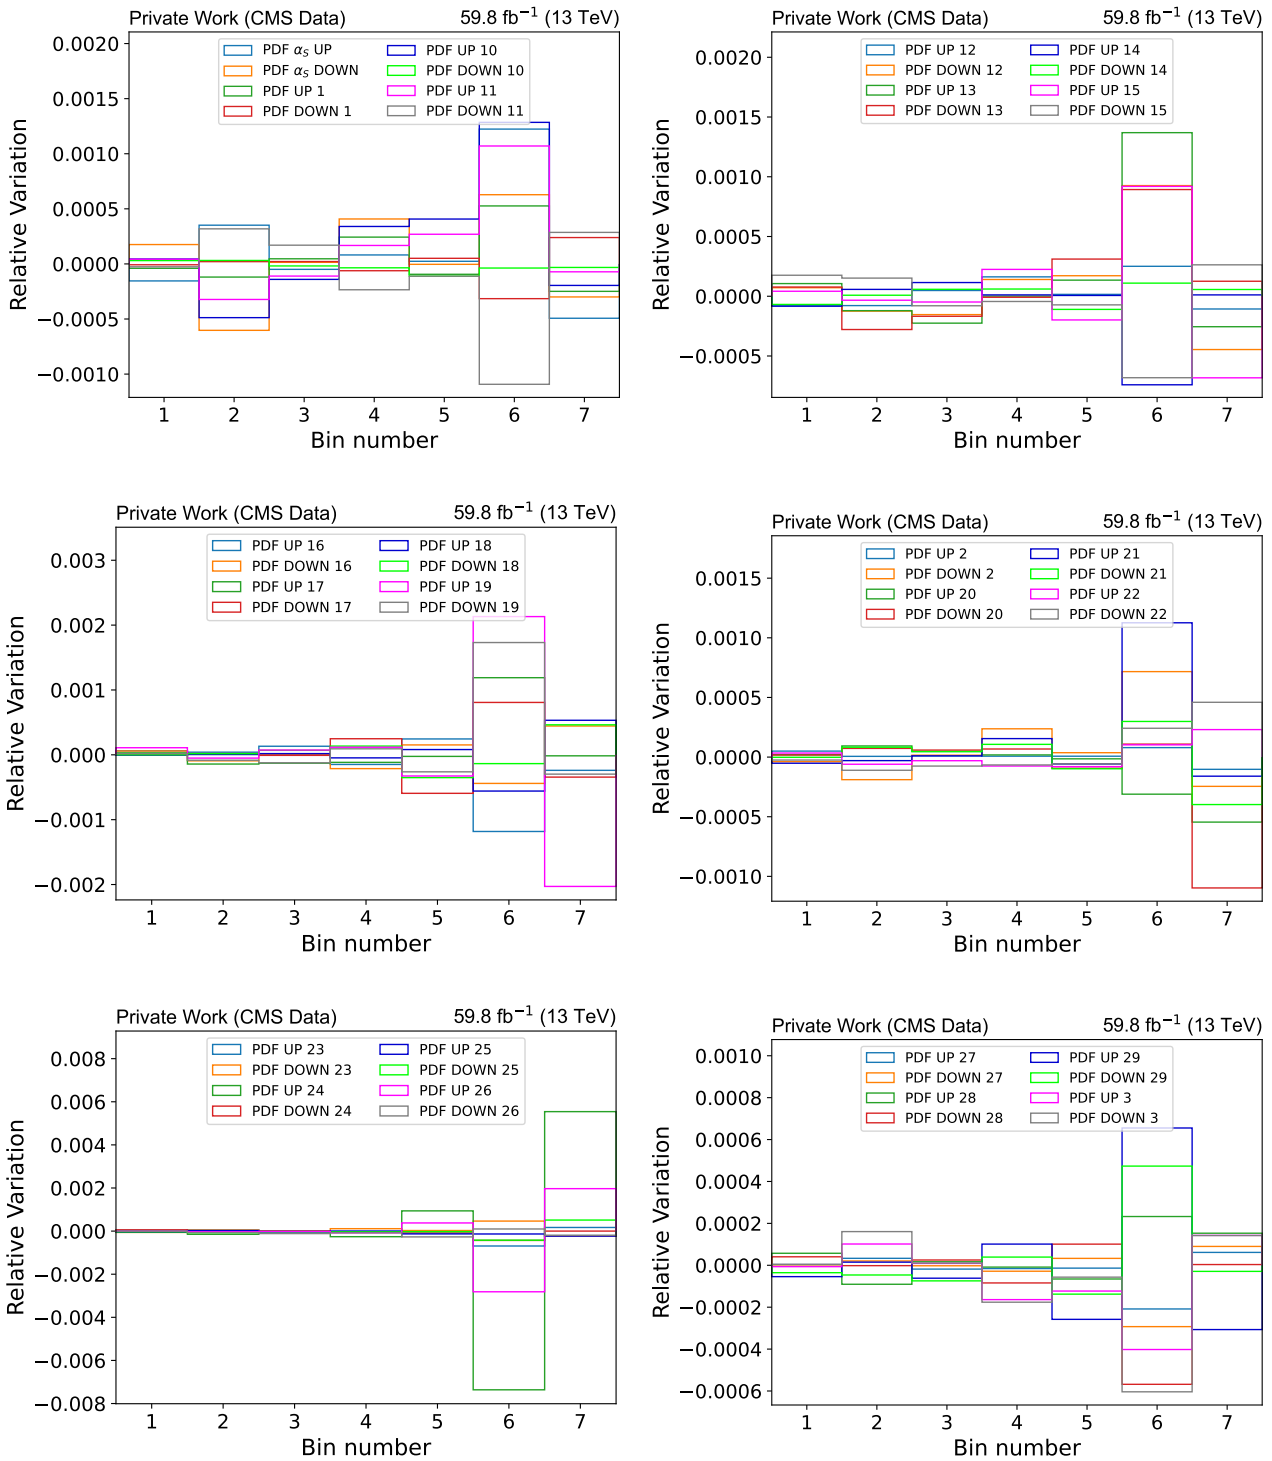 Private Work (CMS Data) 59.8 fb⁻¹ (13 TeV)
PDF αS UP PDF UP 10
PDF αS DOWN PDF DOWN 10
PDF UP 1 PDF UP 11
PDF DOWN 1 PDF DOWN 11
0.0020
0.0015
0.0010
0.0005
0.0000
−0.0005
−0.0010
Relative Variation
1 2 3 4 5 6 7
Bin number
Private Work (CMS Data) 59.8 fb⁻¹ (13 TeV)
PDF UP 12 PDF UP 14
PDF DOWN 12 PDF DOWN 14
PDF UP 13 PDF UP 15
PDF DOWN 13 PDF DOWN 15
0.0020
0.0015
0.0010
0.0005
0.0000
−0.0005
Relative Variation
1 2 3 4 5 6 7
Bin number
Private Work (CMS Data) 59.8 fb⁻¹ (13 TeV)
PDF UP 16 PDF UP 18
PDF DOWN 16 PDF DOWN 18
PDF UP 17 PDF UP 19
PDF DOWN 17 PDF DOWN 19
0.003
0.002
0.001
0.000
−0.001
−0.002
Relative Variation
1 2 3 4 5 6 7
Bin number
Private Work (CMS Data) 59.8 fb⁻¹ (13 TeV)
PDF UP 2 PDF UP 21
PDF DOWN 2 PDF DOWN 21
PDF UP 20 PDF UP 22
PDF DOWN 20 PDF DOWN 22
0.0015
0.0010
0.0005
0.0000
−0.0005
−0.0010
Relative Variation
1 2 3 4 5 6 7
Bin number
Private Work (CMS Data) 59.8 fb⁻¹ (13 TeV)
PDF UP 23 PDF UP 25
PDF DOWN 23 PDF DOWN 25
PDF UP 24 PDF UP 26
PDF DOWN 24 PDF DOWN 26
0.008
0.006
0.004
0.002
0.000
−0.002
−0.004
−0.006
−0.008
Relative Variation
1 2 3 4 5 6 7
Bin number
Private Work (CMS Data) 59.8 fb⁻¹ (13 TeV)
PDF UP 27 PDF UP 29
PDF DOWN 27 PDF DOWN 29
PDF UP 28 PDF UP 3
PDF DOWN 28 PDF DOWN 3
0.0010
0.0008
0.0006
0.0004
0.0002
0.0000
−0.0002
−0.0004
−0.0006
Relative Variation
1 2 3 4 5 6 7
Bin number